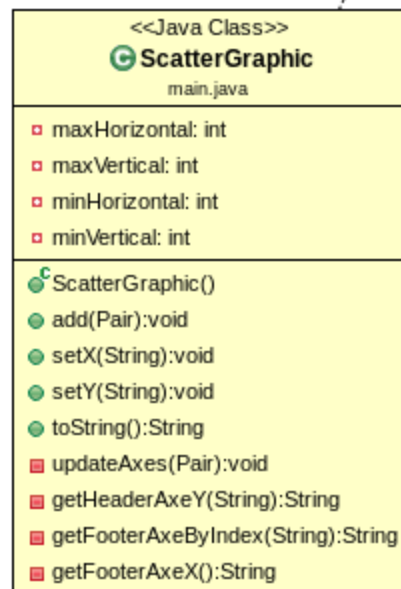 <<Java Class>>
ScatterGraphic
main.java
maxHorizontal: int
maxVertical: int
minHorizontal: int
minVertical: int
ScatterGraphic()
add(Pair):void
setX(String):void
setY(String):void
toString():String
updateAxes(Pair):void
getHeaderAxeY(String):String
getFooterAxeByIndex(String):String
getFooterAxeX():String